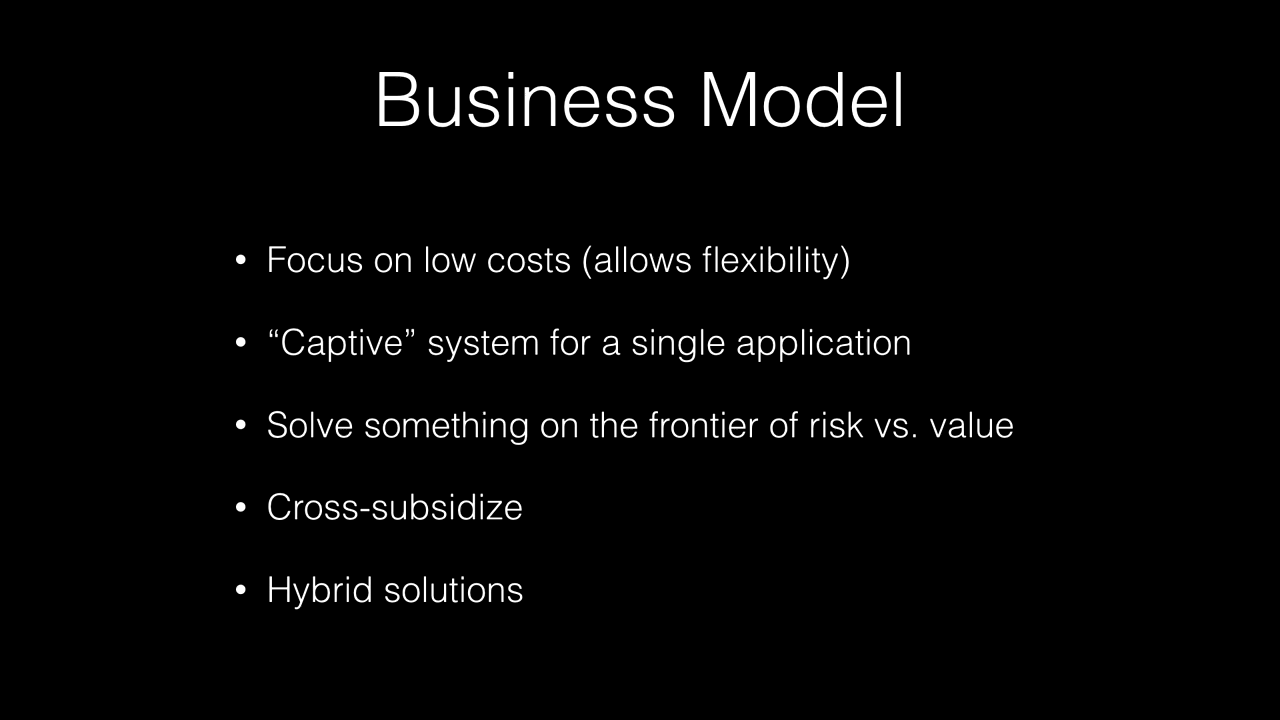 Business Model
• Focus on low costs (allows flexibility)
• “Captive” system for a single application
• Solve something on the frontier of risk vs. value
• Cross-subsidize
• Hybrid solutions